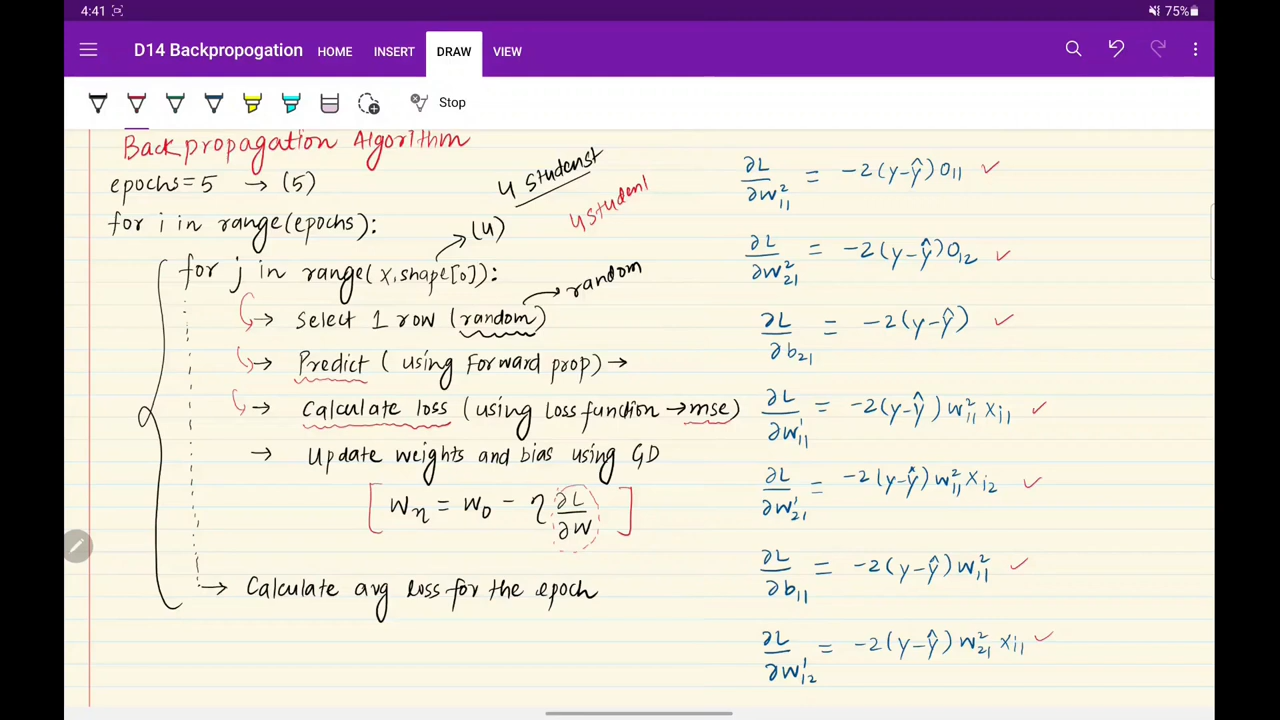 4:41
75%
D14 Backpropogation HOME INSERT DRAW VIEW
Stop
Backpropagation Algorithm
epochs=5 → (5)
4 Studenst
4 student
for i in range(epochs):
(4)
for j in range(x.shape[0]):
random
→ Select 1 row (random)
→ Predict (using Forward prop) →
→ Calculate loss (using Loss function → mse)
→ Update weights and bias using GD
[Wₙ = W₀ - η ∂L/∂W]
→ Calculate avg loss for the epoch
∂L/∂w²₁₁ = -2(y-ŷ)O₁₁ ✓
∂L/∂w²₂₁ = -2(y-ŷ)O₁₂ ✓
∂L/∂b₂₁ = -2(y-ŷ) ✓
∂L/∂w¹₁₁ = -2(y-ŷ)w²₁₁ xᵢ₁ ✓
∂L/∂w¹₂₁ = -2(y-ŷ)w²₁₁ xᵢ₂ ✓
∂L/∂b₁₁ = -2(y-ŷ)w²₁₁ ✓
∂L/∂w¹₁₂ = -2(y-ŷ)w²₂₁ xᵢ₁ ✓